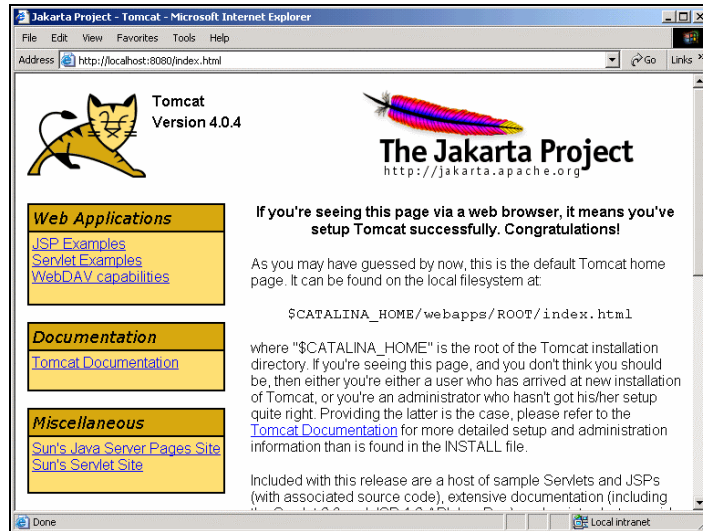 Jakarta Project - Tomcat - Microsoft Internet Explorer
File Edit View Favorites Tools Help
Address http://localhost:8080/index.html Go Links »
Tomcat
Version 4.0.4
The Jakarta Project
http://jakarta.apache.org
Web Applications
JSP Examples
Servlet Examples
WebDAV capabilities
Documentation
Tomcat Documentation
Miscellaneous
Sun's Java Server Pages Site
Sun's Servlet Site
If you're seeing this page via a web browser, it means you've
setup Tomcat successfully. Congratulations!
As you may have guessed by now, this is the default Tomcat home
page. It can be found on the local filesystem at:
$CATALINA_HOME/webapps/ROOT/index.html
where "$CATALINA_HOME" is the root of the Tomcat installation
directory. If you're seeing this page, and you don't think you should
be, then either you're either a user who has arrived at new installation
of Tomcat, or you're an administrator who hasn't got his/her setup
quite right. Providing the latter is the case, please refer to the
Tomcat Documentation for more detailed setup and administration
information than is found in the INSTALL file.
Included with this release are a host of sample Servlets and JSPs
(with associated source code), extensive documentation (including
Done Local intranet